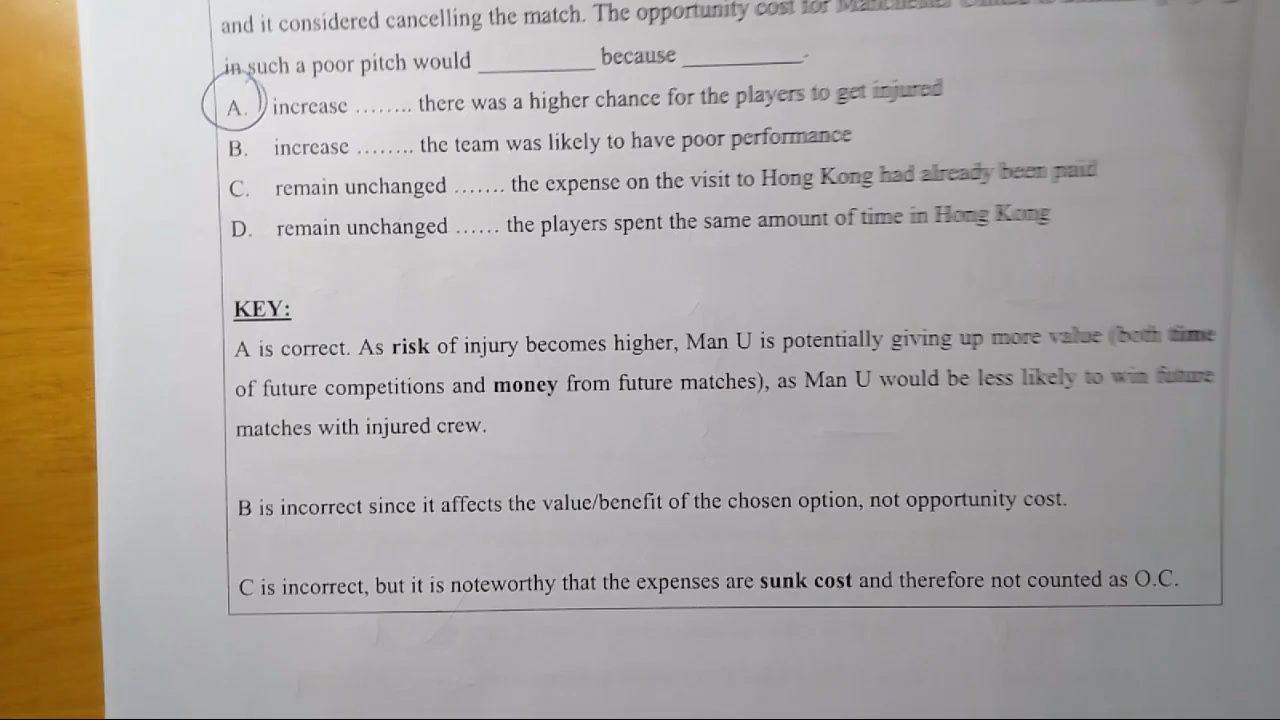 and it considered cancelling the match. The opportunity cost for Manchester
in such a poor pitch would __________ because __________.
A. increase …….. there was a higher chance for the players to get injured
B. increase …….. the team was likely to have poor performance
C. remain unchanged ……. the expense on the visit to Hong Kong had already been paid
D. remain unchanged …… the players spent the same amount of time in Hong Kong
KEY:
A is correct. As risk of injury becomes higher, Man U is potentially giving up more value (both time
of future competitions and money from future matches), as Man U would be less likely to win future
matches with injured crew.
B is incorrect since it affects the value/benefit of the chosen option, not opportunity cost.
C is incorrect, but it is noteworthy that the expenses are sunk cost and therefore not counted as O.C.